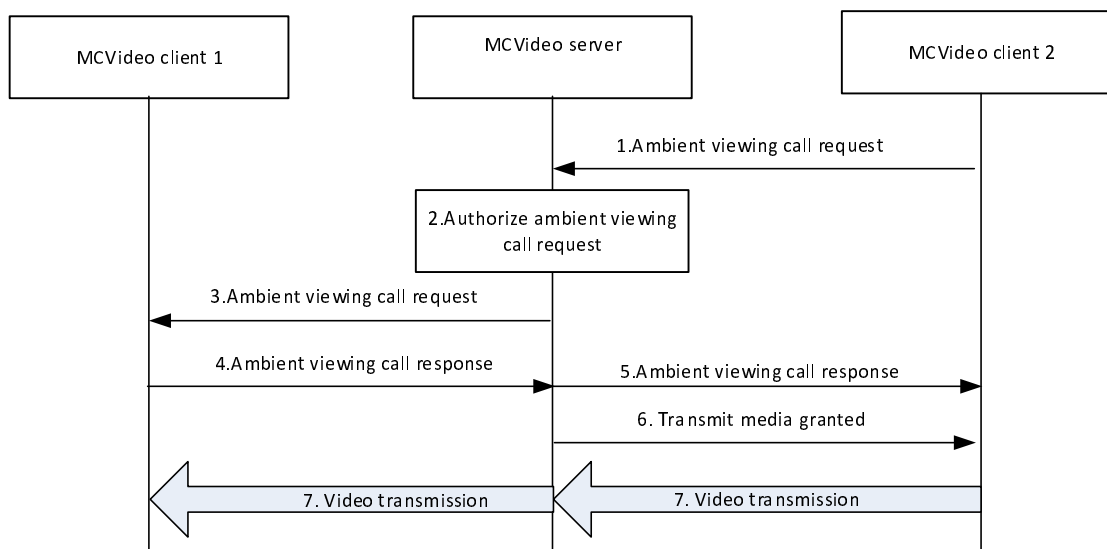 MCVideo client 1
MCVideo server
MCVideo client 2
1.Ambient viewing call request
2.Authorize ambient viewing
call request
3.Ambient viewing call request
4.Ambient viewing call response
5.Ambient viewing call response
6. Transmit media granted
7. Video transmission
7. Video transmission